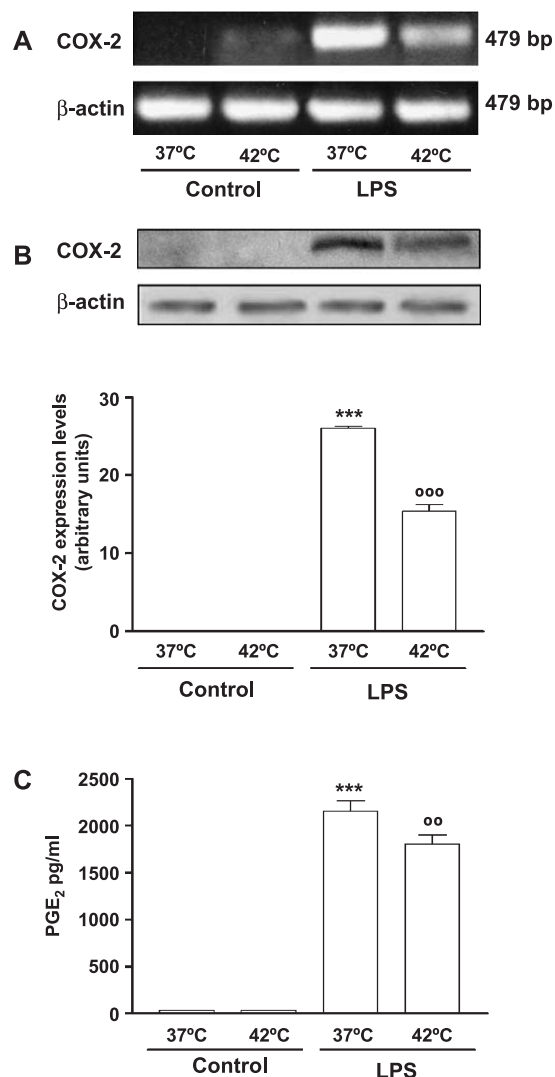 A COX-2 479 bp
β-actin 479 bp
37ºC 42ºC 37ºC 42ºC
Control LPS
B COX-2
β-actin
COX-2 expression levels
(arbitrary units)
30
20
10
0
***
ooo
37ºC 42ºC 37ºC 42ºC
Control LPS
C
PGE₂ pg/ml
2500
2000
1500
1000
500
0
***
oo
37ºC 42ºC 37ºC 42ºC
Control LPS